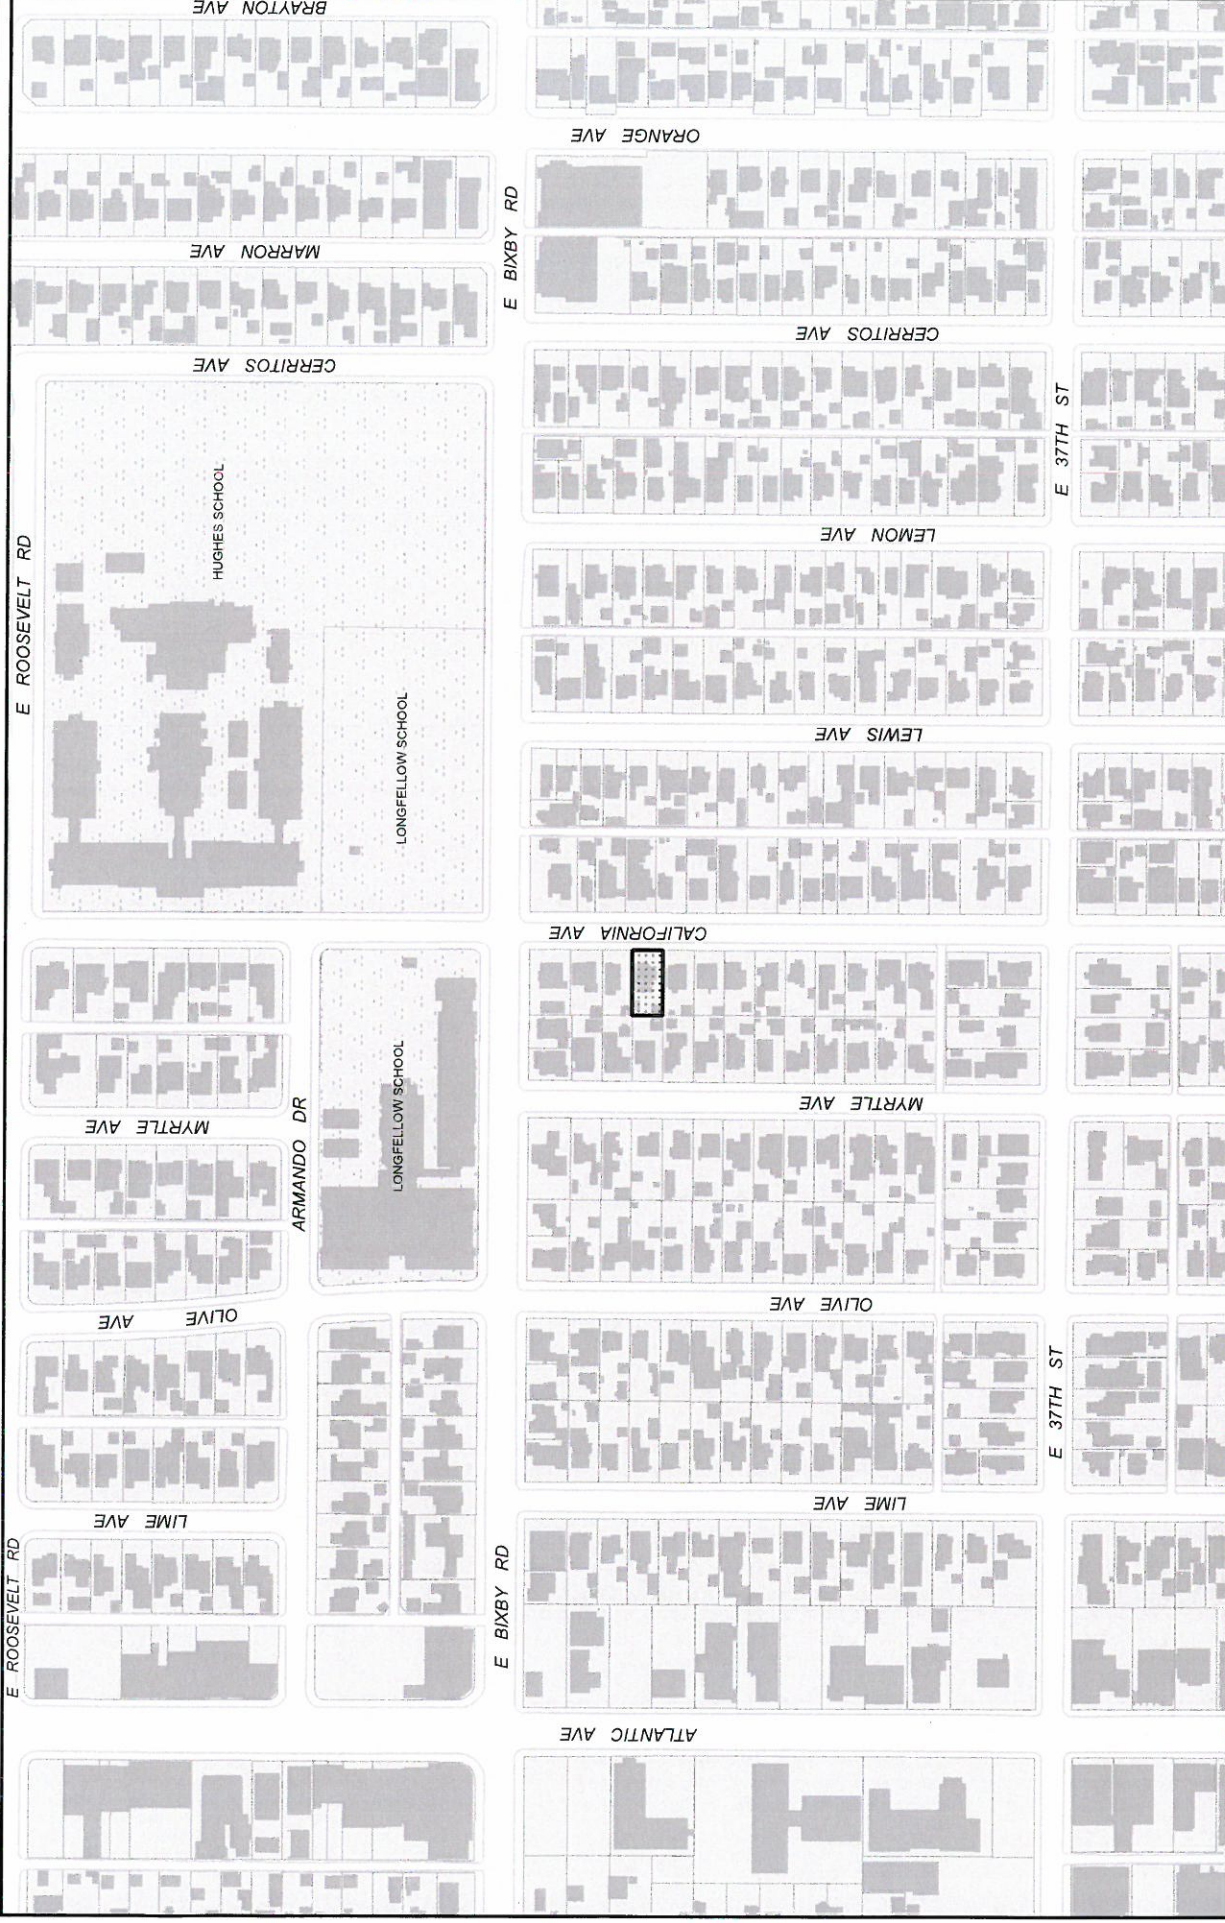 BRAYTON AVE
ORANGE AVE
E BIXBY RD
MARRON AVE
CERRITOS AVE
CERRITOS AVE
E 37TH ST
HUGHES SCHOOL
LEMON AVE
E ROOSEVELT RD
LONGFELLOW SCHOOL
LEWIS AVE
CALIFORNIA AVE
MYRTLE AVE
MYRTLE AVE
ARMANDO DR
LONGFELLOW SCHOOL
OLIVE AVE
OLIVE AVE
E 37TH ST
LIME AVE
LIME AVE
E ROOSEVELT RD
E BIXBY RD
ATLANTIC AVE